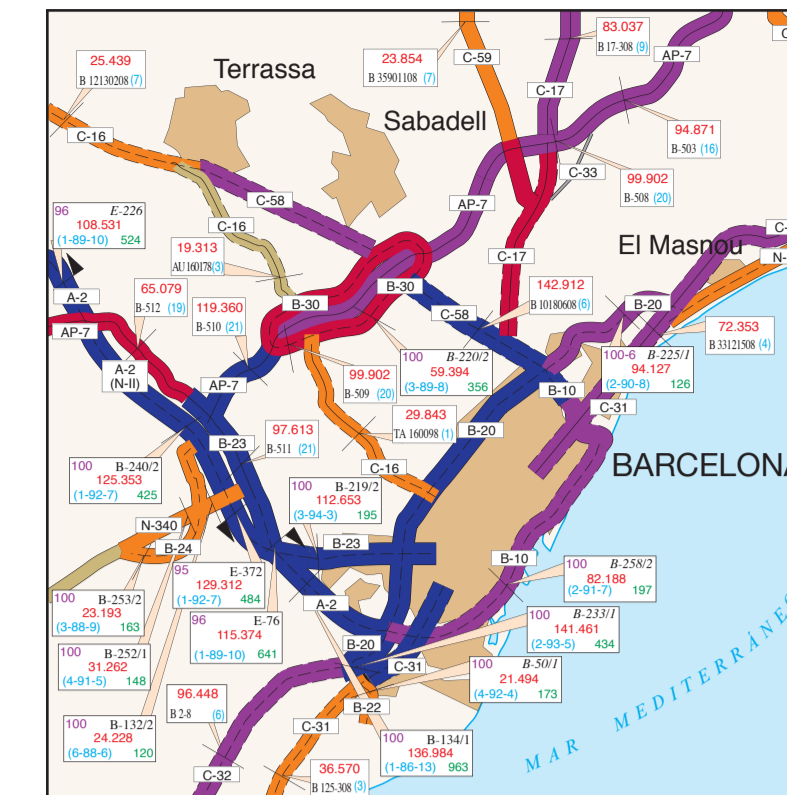 83.037
B 17-308 (9)
25.439
B 12130208 (7)
23.854
B 35901108 (7)
C-59
AP-7
Terrassa
C-17
Sabadell
C-16
94.871
B-503 (16)
C-33
99.902
B-508 (20)
C-58
AP-7
96 E-226
108.531
(1-89-10) 524
C-16
19.313
AU 160178(3)
C-17
El Masnou
C-
N-
A-2
65.079
B-512 (19)
119.360
B-510 (21)
B-30
B-30
142.912
B 10180608 (6)
B-20
AP-7
C-58
72.353
B 33121508 (4)
A-2
(N-II)
AP-7
99.902
B-509 (20)
100 B-220/2
59.394
(3-89-8) 356
100-6 B-225/1
94.127
(2-90-8) 126
B-10
C-31
29.843
TA 160098 (1)
B-20
97.613
B-511 (21)
B-23
BARCELONA
100 B-240/2
125.353
(1-92-7) 425
C-16
100 B-219/2
112.653
(3-94-3) 195
N-340
B-24
B-23
B-10
95 E-372
129.312
(1-92-7) 484
100 B-258/2
82.188
(2-91-7) 197
100 B-253/2
23.193
(3-88-9) 163
A-2
96 E-76
115.374
(1-89-10) 641
100 B-233/1
141.461
(2-93-5) 434
B-20
100 B-252/1
31.262
(4-91-5) 148
C-31
100 B-50/1
21.494
(4-92-4) 173
96.448
B 2-8 (6)
B-22
100 B-132/2
24.228
(6-88-6) 120
C-31
100 B-134/1
136.984
(1-86-13) 963
MAR MEDITERRÁNE
C-32
36.570
B 125-308 (3)